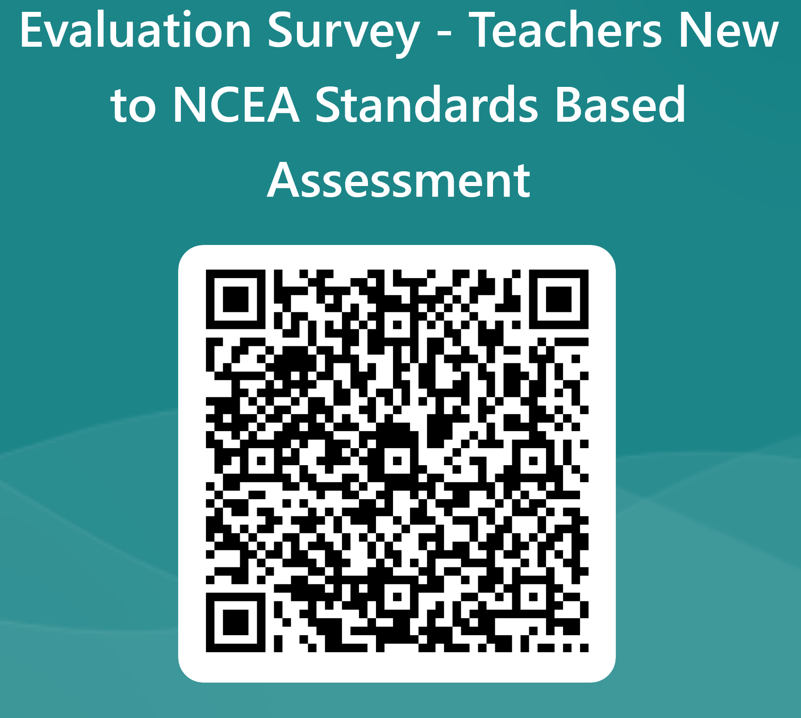 Evaluation Survey - Teachers New
to NCEA Standards Based
Assessment